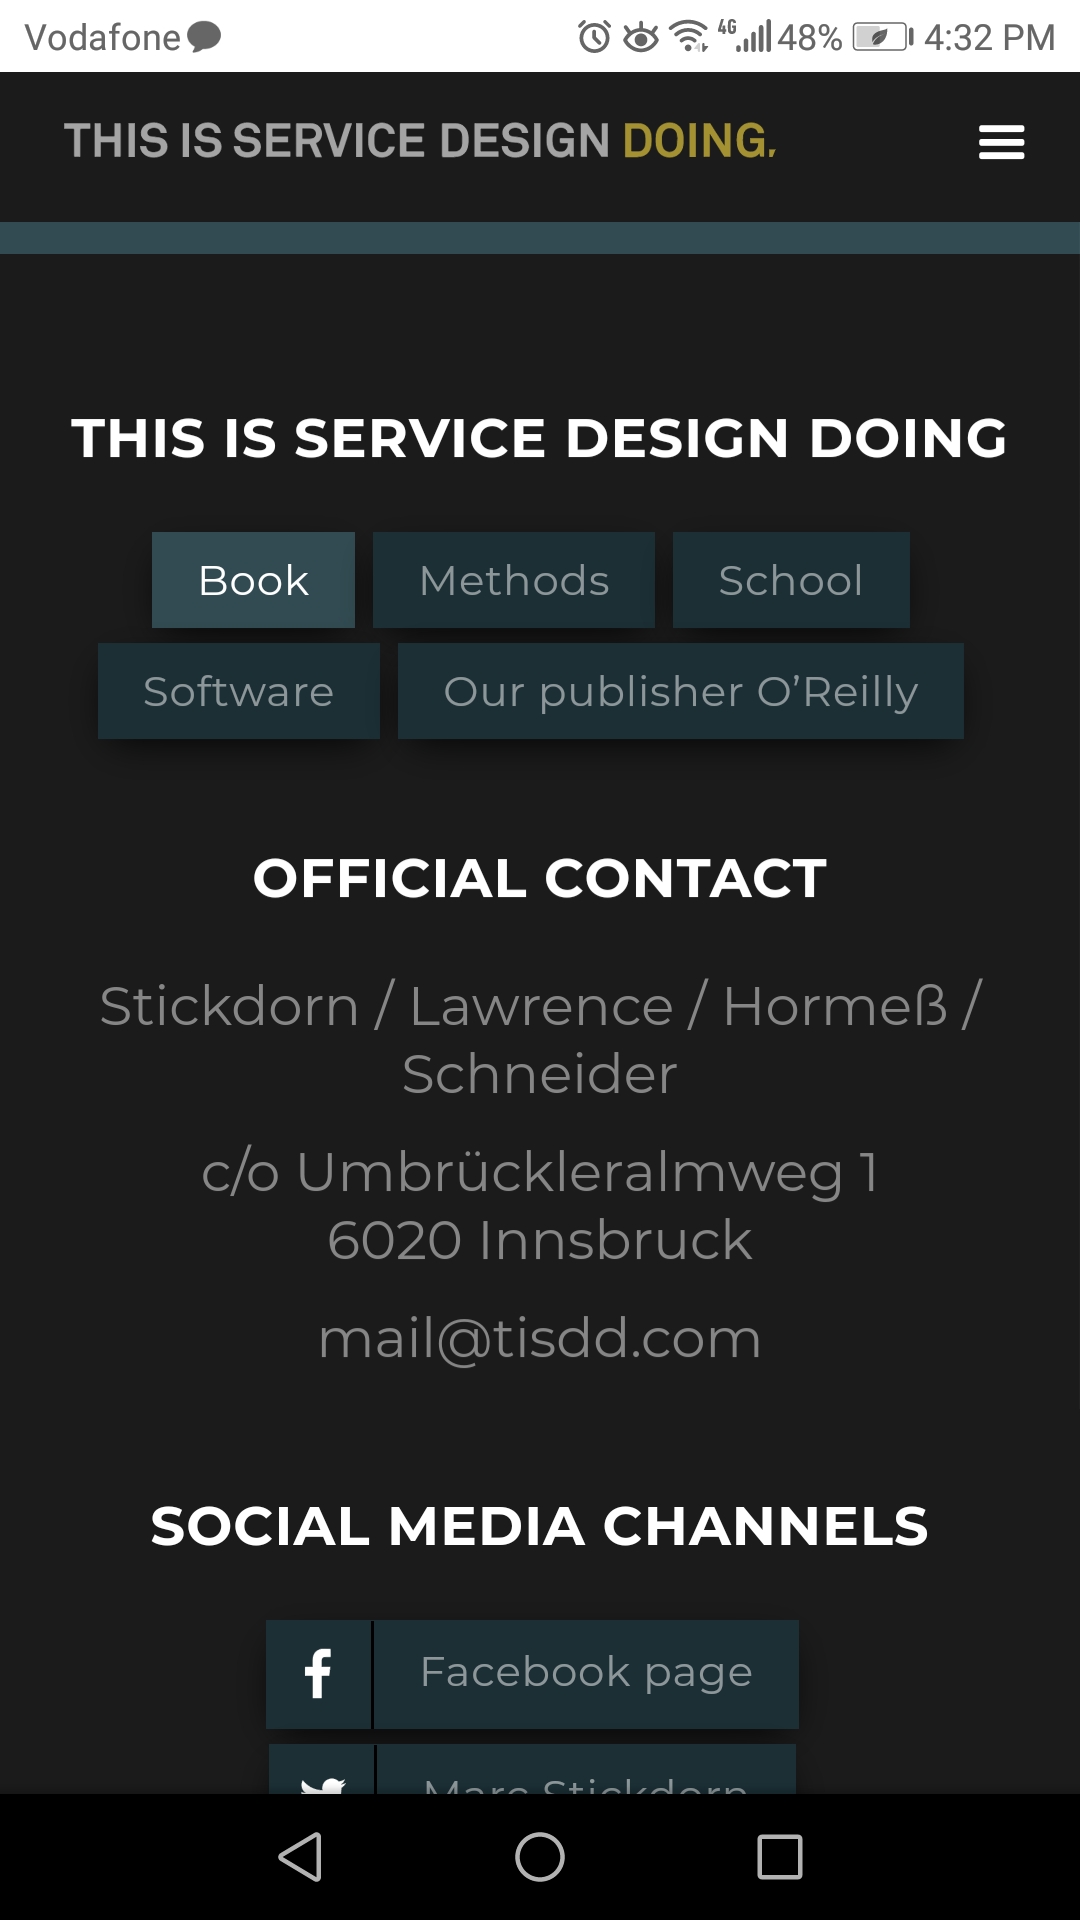 Vodafone 4G 48% 4:32 PM
THIS IS SERVICE DESIGN DOING.
THIS IS SERVICE DESIGN DOING
Book Methods School
Software Our publisher O’Reilly
OFFICIAL CONTACT
Stickdorn / Lawrence / Hormeß /
Schneider
c/o Umbrückleralmweg 1
6020 Innsbruck
mail@tisdd.com
SOCIAL MEDIA CHANNELS
Facebook page
Marc Stickdorn